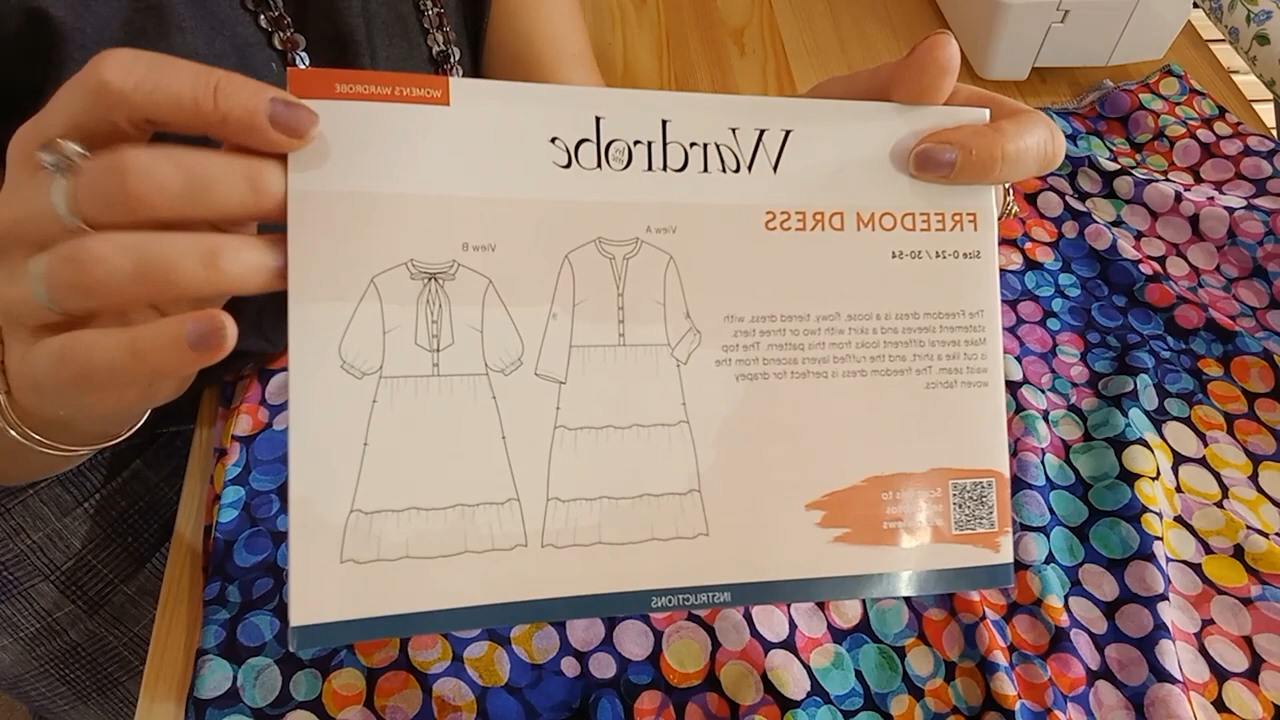 WOMEN'S WARDROBE
Wardrobe
by me
FREEDOM DRESS
Size 0-24 / 30-54
The Freedom dress is a loose, flowy, tiered dress, with
statement sleeves and a skirt with two or three tiers.
Make several different looks from this pattern. The top
is cut like a shirt, and the ruffled layers ascend from the
waist seam. The freedom dress is perfect for drapey
woven fabrics.
View A
View B
Scan this to
INSTRUCTIONS